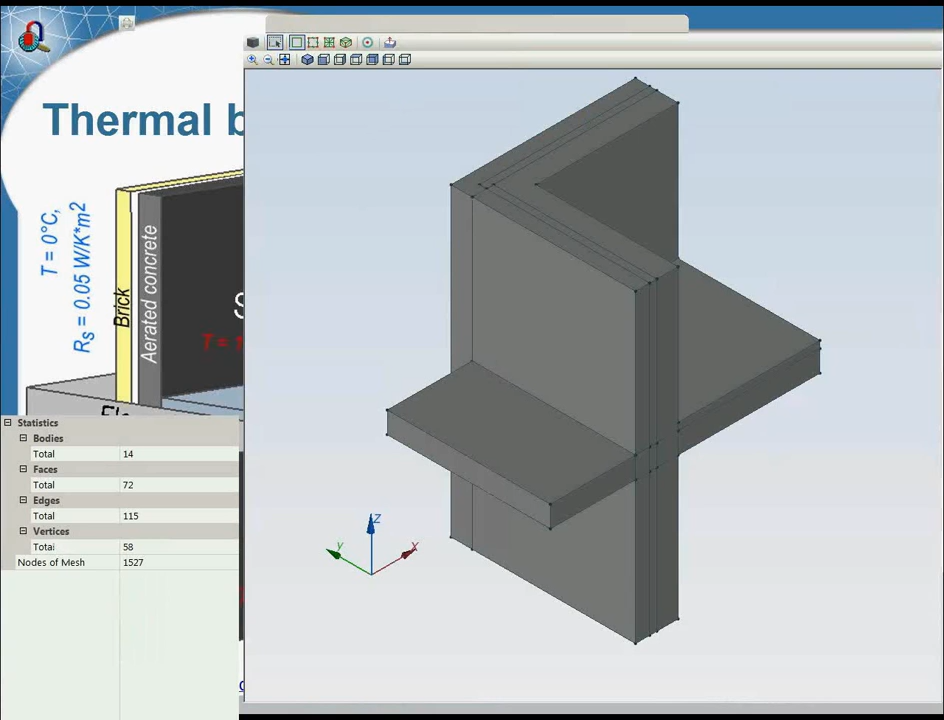 Thermal b
T = 0°C,
Rs = 0.05 W/K*m2
Brick
Aerated concrete
S
T =
Statistics
Bodies
Total 14
Faces
Total 72
Edges
Total 115
Vertices
Total 58
Nodes of Mesh 1527
z
y
x